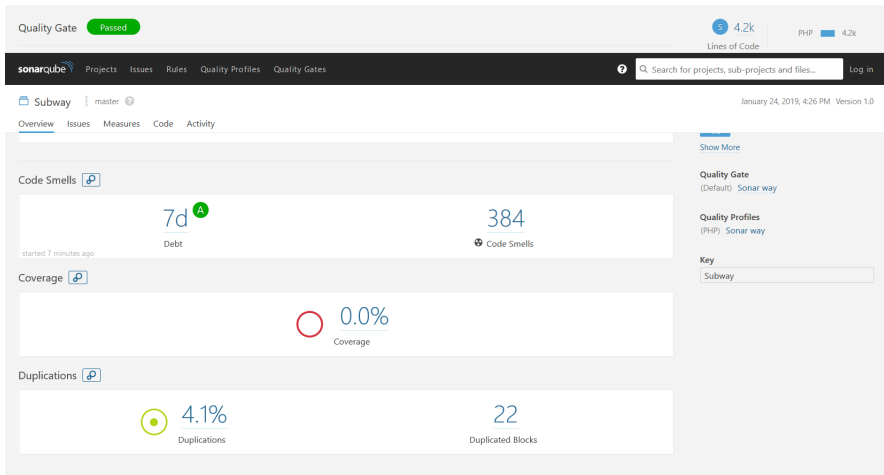 Quality Gate Passed
S 4.2k PHP 4.2k
Lines of Code
sonarqube Projects Issues Rules Quality Profiles Quality Gates ? Search for projects, sub-projects and files... Log in
Subway master ? January 24, 2019, 4:26 PM Version 1.0
Overview Issues Measures Code Activity
Show More
Quality Gate
(Default) Sonar way
Quality Profiles
(PHP) Sonar way
Key
Subway
Code Smells
7d A 384
Debt Code Smells
started 7 minutes ago
Coverage
0.0%
Coverage
Duplications
4.1% 22
Duplications Duplicated Blocks